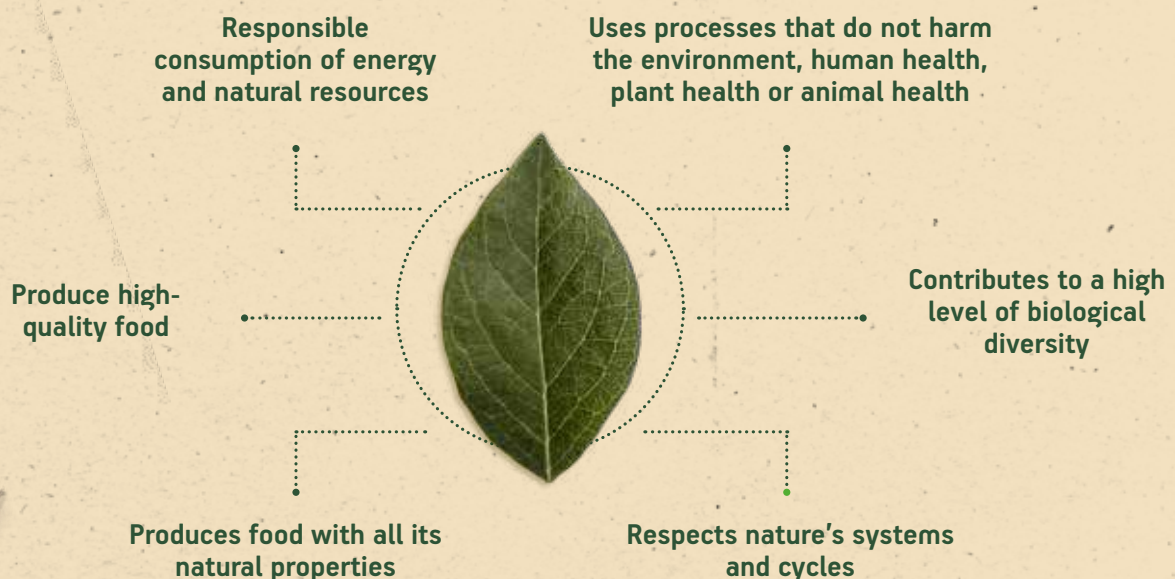 Responsible
consumption of energy
and natural resources
Uses processes that do not harm
the environment, human health,
plant health or animal health
Produce high-
quality food
Contributes to a high
level of biological
diversity
Produces food with all its
natural properties
Respects nature's systems
and cycles